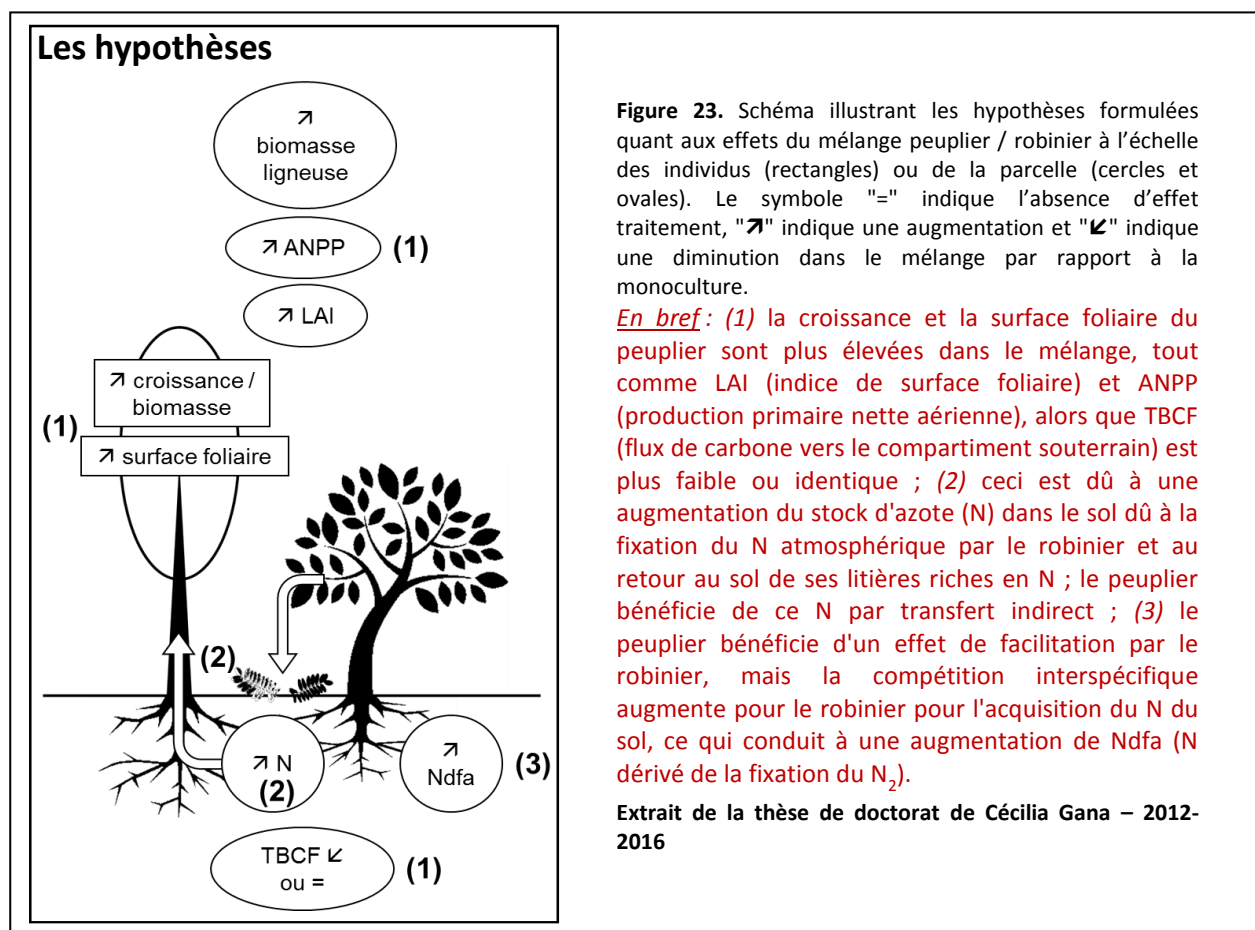 Les hypothèses
↗
biomasse
ligneuse
↗ ANPP
(1)
↗ LAI
↗ croissance /
biomasse
(1)
↗ surface foliaire
(2)
↗ N
(2)
↗
Ndfa
(3)
TBCF ↙
ou =
(1)
Figure 23. Schéma illustrant les hypothèses formulées
quant aux effets du mélange peuplier / robinier à l’échelle
des individus (rectangles) ou de la parcelle (cercles et
ovales). Le symbole "=" indique l’absence d’effet
traitement, "↗" indique une augmentation et "↙" indique
une diminution dans le mélange par rapport à la
monoculture.
En bref : (1) la croissance et la surface foliaire du
peuplier sont plus élevées dans le mélange, tout
comme LAI (indice de surface foliaire) et ANPP
(production primaire nette aérienne), alors que TBCF
(flux de carbone vers le compartiment souterrain) est
plus faible ou identique ; (2) ceci est dû à une
augmentation du stock d'azote (N) dans le sol dû à la
fixation du N atmosphérique par le robinier et au
retour au sol de ses litières riches en N ; le peuplier
bénéficie de ce N par transfert indirect ; (3) le
peuplier bénéficie d'un effet de facilitation par le
robinier, mais la compétition interspécifique
augmente pour le robinier pour l'acquisition du N du
sol, ce qui conduit à une augmentation de Ndfa (N
dérivé de la fixation du N₂).
Extrait de la thèse de doctorat de Cécilia Gana – 2012-
2016